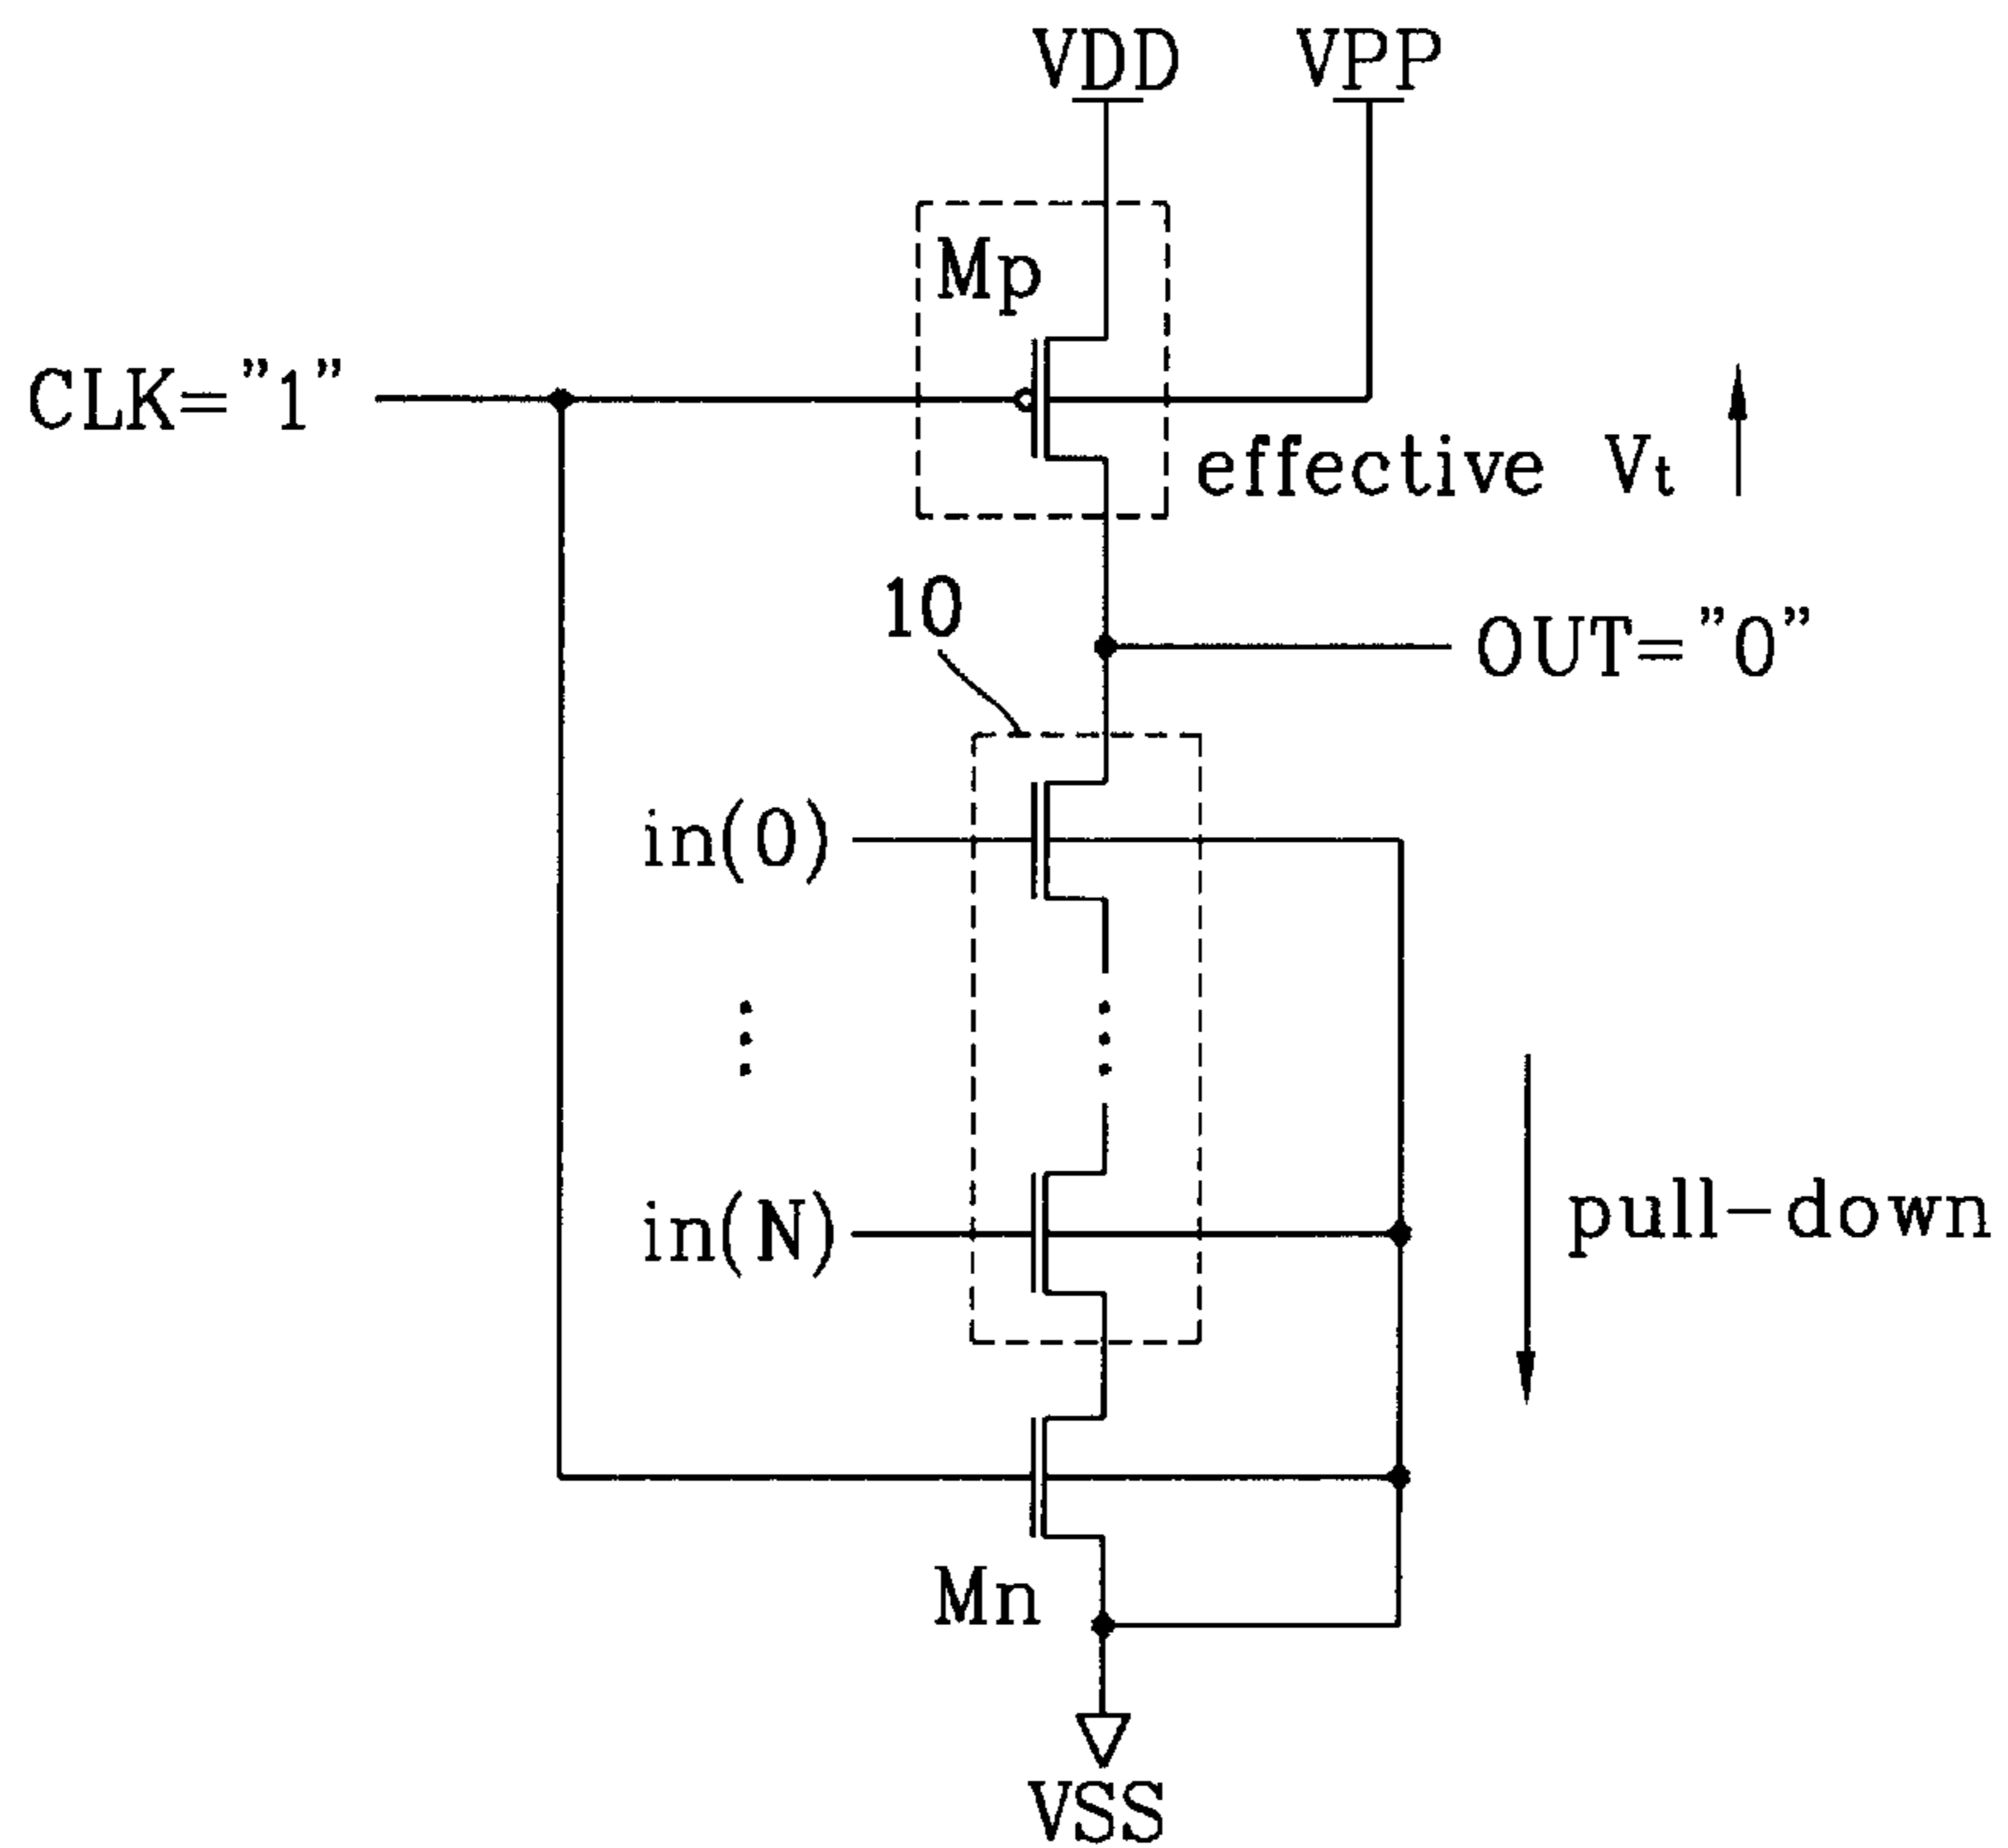 VDD VPP
Mp
CLK="1"
effective Vt
10
OUT="0"
in(0)
in(N)
pull-down
Mn
VSS